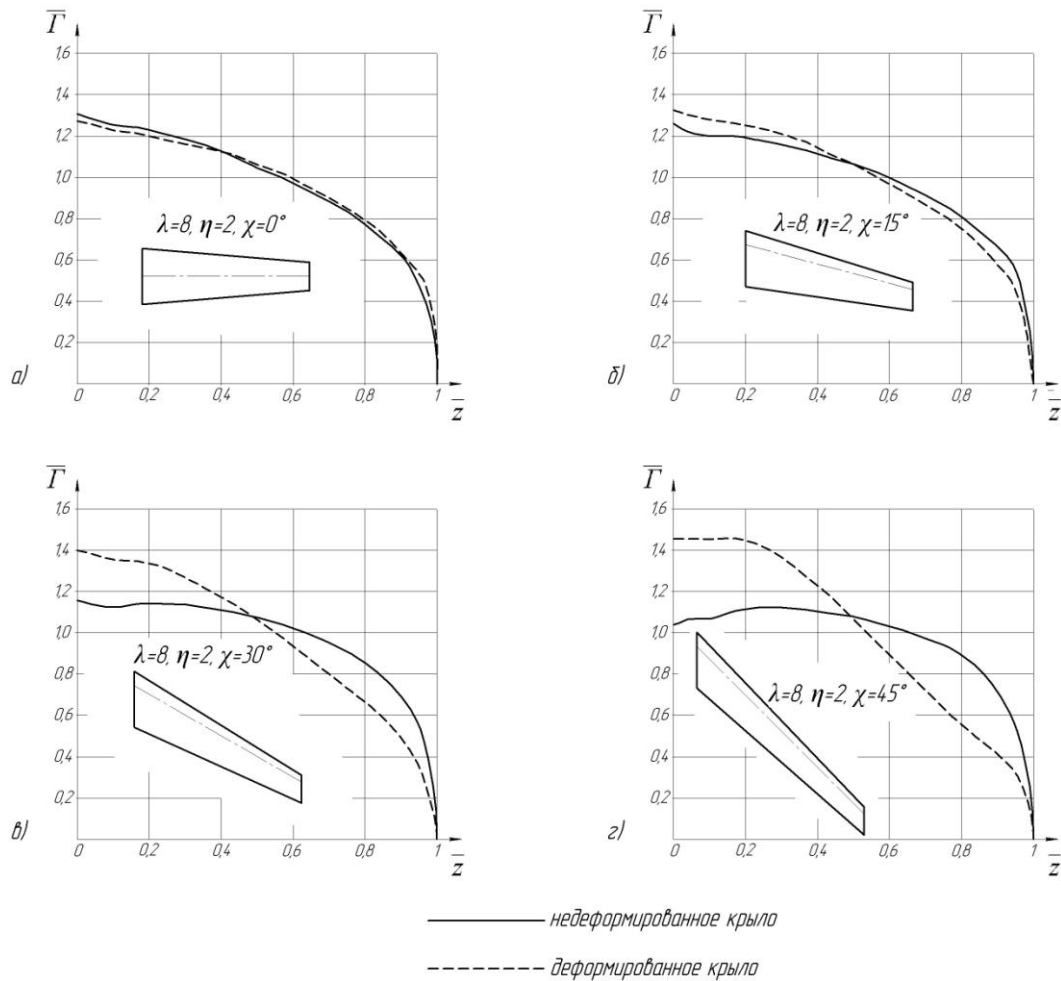 Γ̅
1,6
1,4
1,2
1,0
0,8
0,6
0,4
0,2
λ=8, η=2, χ=0°
а)
0 0,2 0,4 0,6 0,8 1
z̅
Γ̅
1,6
1,4
1,2
1,0
0,8
0,6
0,4
0,2
λ=8, η=2, χ=15°
б)
0 0,2 0,4 0,6 0,8 1
z̅
Γ̅
1,6
1,4
1,2
1,0
0,8
0,6
0,4
0,2
λ=8, η=2, χ=30°
в)
0 0,2 0,4 0,6 0,8 1
z̅
Γ̅
1,6
1,4
1,2
1,0
0,8
0,6
0,4
0,2
λ=8, η=2, χ=45°
г)
0 0,2 0,4 0,6 0,8 1
z̅
недеформированное крыло
деформированное крыло